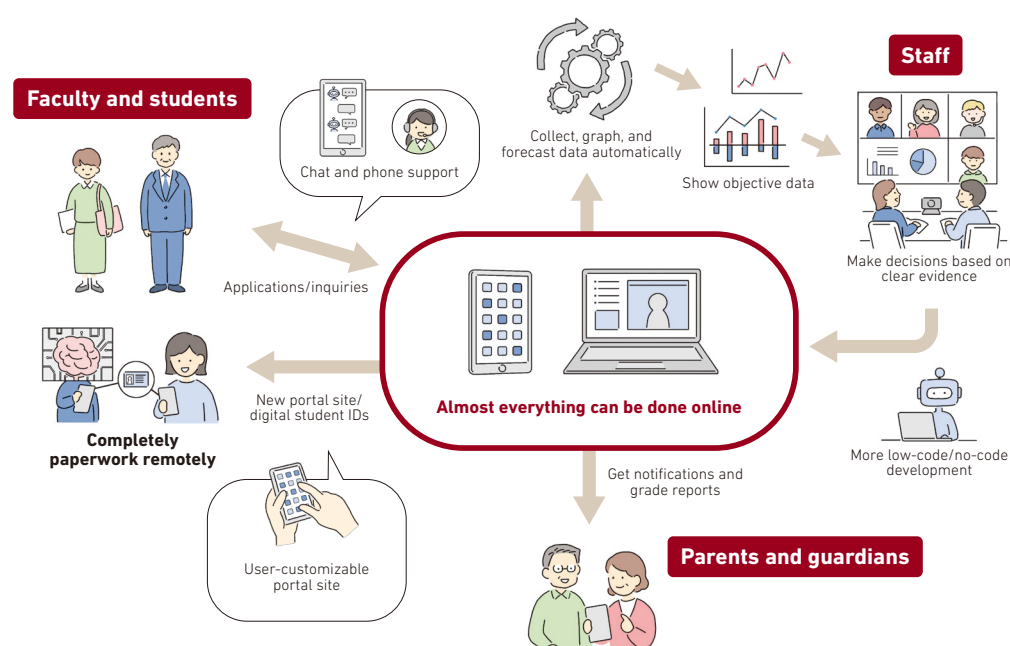 Faculty and students
Chat and phone support
Applications/inquiries
Collect, graph, and
forecast data automatically
Show objective data
Staff
Make decisions based on
clear evidence
Almost everything can be done online
New portal site/
digital student IDs
Completely
paperwork remotely
User-customizable
portal site
More low-code/no-code
development
Get notifications and
grade reports
Parents and guardians